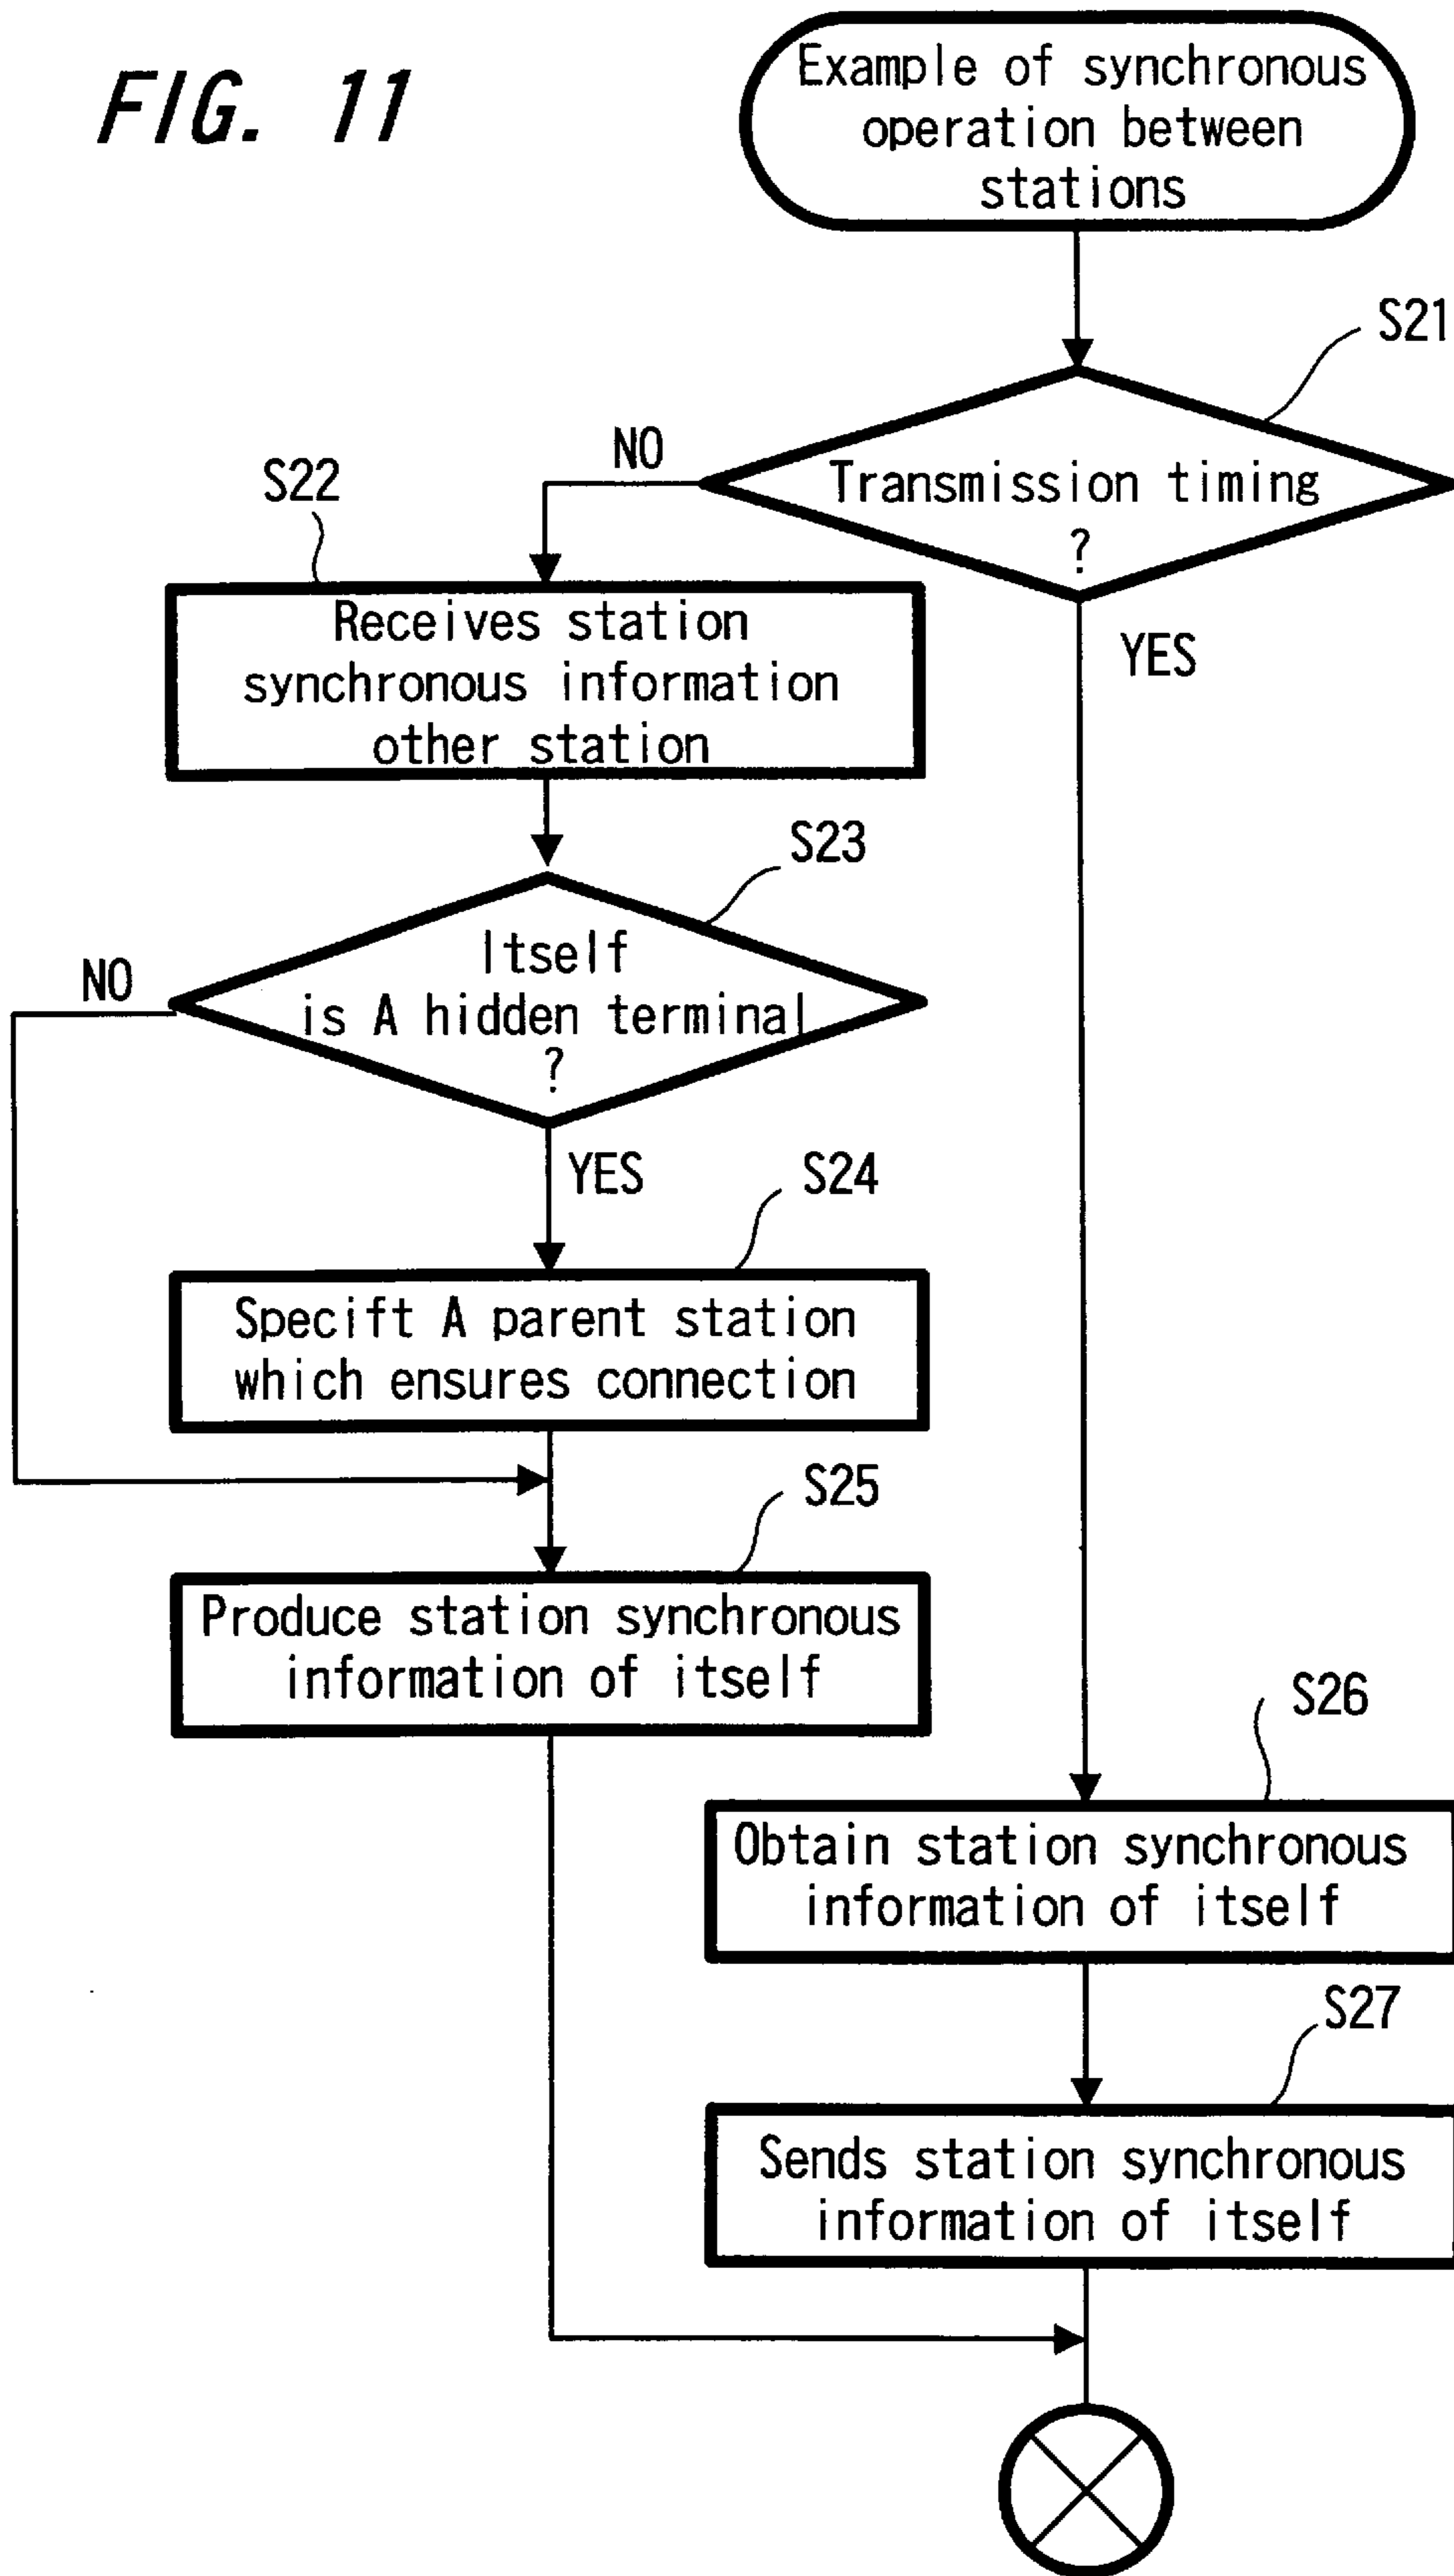 FIG. 11
Example of synchronous
operation between
stations
S21
Transmission timing
?
NO
YES
S22
Receives station
synchronous information
other station
S23
Itself
is A hidden terminal
?
NO
YES
S24
Precift A parent station
which ensures connection
S25
Produce station synchronous
information of itself
S26
Obtain station synchronous
information of itself
S27
Sends station synchronous
information of itself